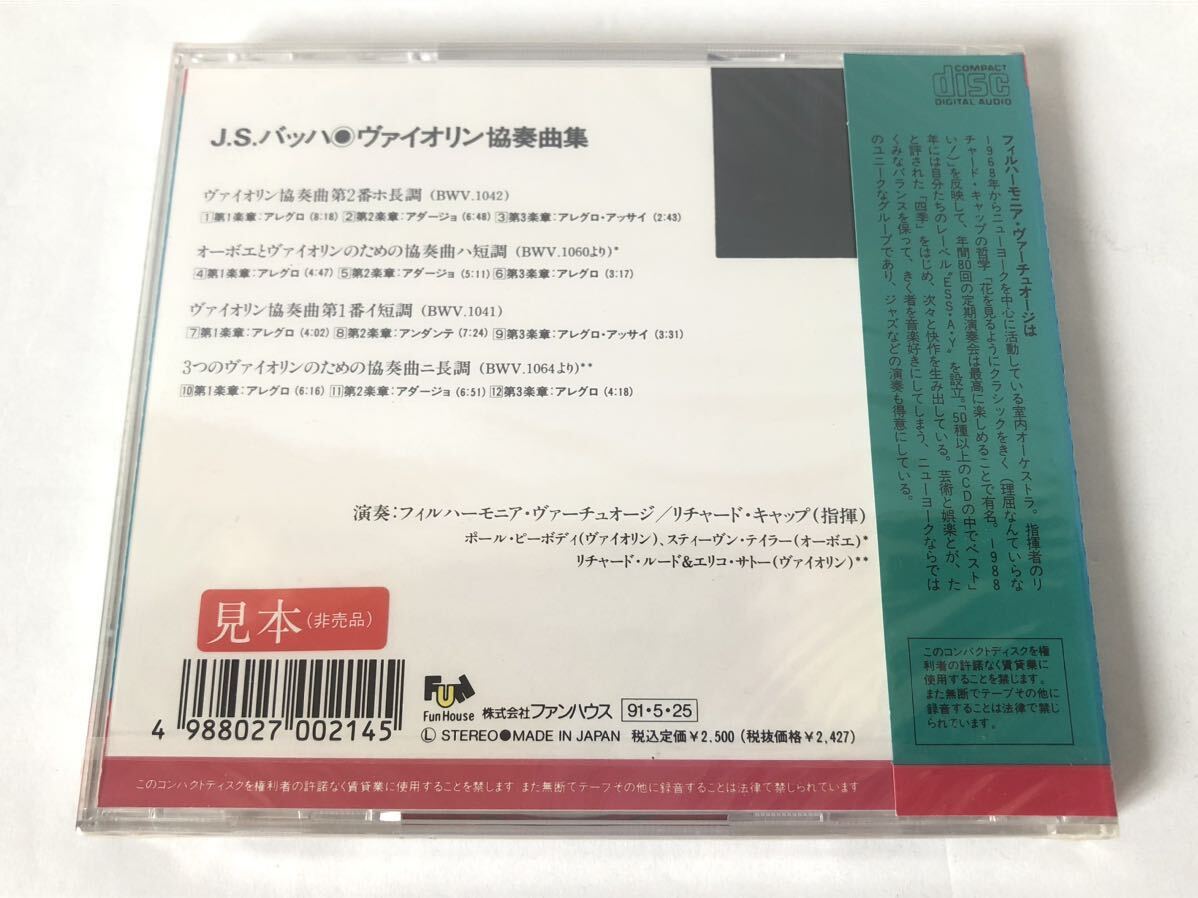 J.S.バッハ◉ヴァイオリン協奏曲集
ヴァイオリン協奏曲第2番ホ長調 (BWV.1042)
1第1楽章:アレグロ (8:18) 2第2楽章:アダージョ (6:48) 3第3楽章:アレグロ・アッサイ (2:43)
オーボエとヴァイオリンのための協奏曲ハ短調 (BWV.1060より)*
4第1楽章:アレグロ (4:47) 5第2楽章:アダージョ (5:11) 6第3楽章:アレグロ (3:17)
ヴァイオリン協奏曲第1番イ短調 (BWV.1041)
7第1楽章:アレグロ (4:02) 8第2楽章:アンダンテ (7:24) 9第3楽章:アレグロ・アッサイ (3:31)
3つのヴァイオリンのための協奏曲ニ長調 (BWV.1064より)**
10第1楽章:アレグロ (6:16) 11第2楽章:アダージョ (6:51) 12第3楽章:アレグロ (4:18)
演奏:フィルハーモニア・ヴァーチュオージ/リチャード・キャップ(指揮)
ポール・ピーボディ(ヴァイオリン)、スティーヴン・テイラー(オーボエ)*
リチャード・ルード&エリコ・サトー(ヴァイオリン)**
見本(非売品)
4 988027 002145
FUN
Fun House 株式会社ファンハウス 91・5・25
Ⓛ STEREO●MADE IN JAPAN 税込定価¥2,500 (税抜価格¥2,427)
このコンパクトディスクを権利者の許諾なく賃貸業に使用することを禁じます また無断でテープその他に録音することは法律で禁じられています
COMPACT
disc
DIGITAL AUDIO
フィルハーモニア・ヴァーチュオージは
1968年からニューヨークを中心に活動している室内オーケストラ。指揮者のリ
チャード・キャップの哲学「花を見るようにクラシックをきく(理屈なんていらな
い!)」を反映して、年間80回の定期演奏会は最高に楽しめることで有名。1988
年には自分たちのレーベル"ESS・A・Y"を設立。「50種以上のCDの中でベスト」
と評された「四季」をはじめ、次々と快作を生み出している。芸術と娯楽とが、た
くみなバランスを保って、きく者を音楽好きにしてしまう、ニューヨークならでは
のユニークなグループであり、ジャズなどの演奏も得意にしている。
このコンパクトディスクを権
利者の許諾なく賃貸業に
使用することを禁じます。
また無断でテープその他に
録音することは法律で禁じ
られています。